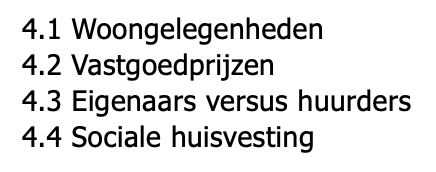 4.1 Woongelegenheden
4.2 Vastgoedprijzen
4.3 Eigenaars versus huurders
4.4 Sociale huisvesting